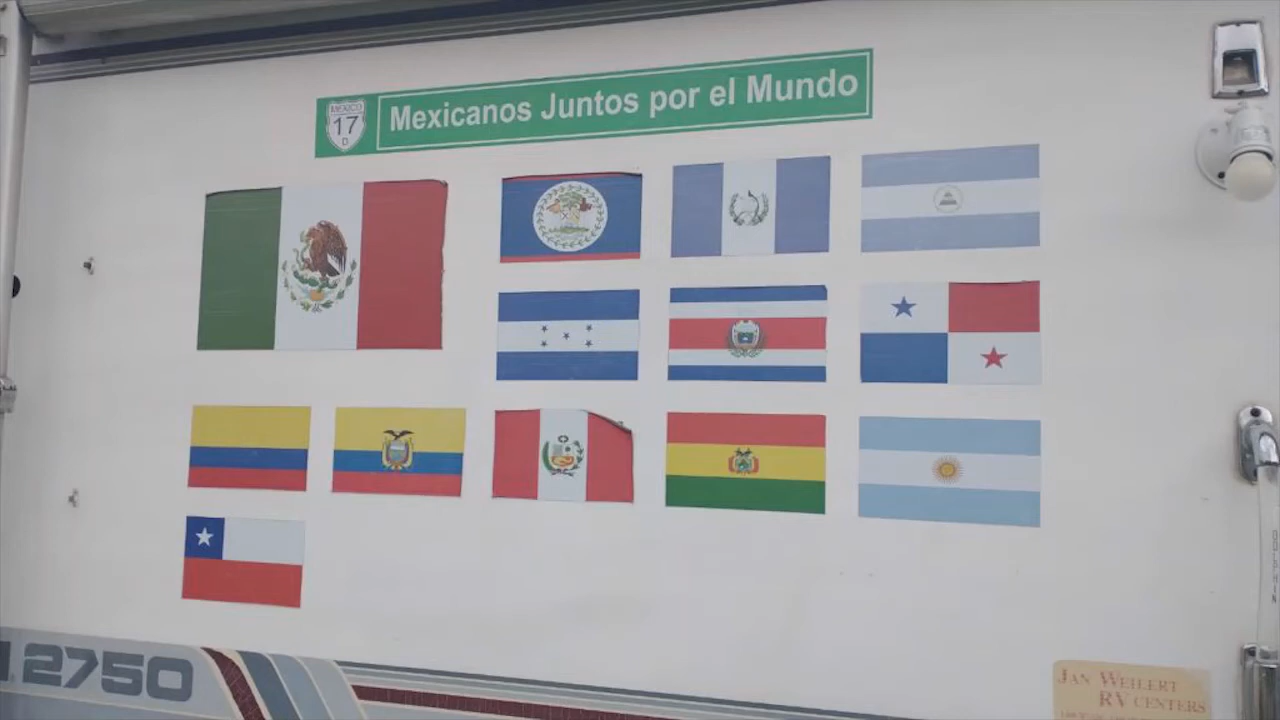 MEXICO
17
D
Mexicanos Juntos por el Mundo
2750
JAN WEILERT
RV CENTERS